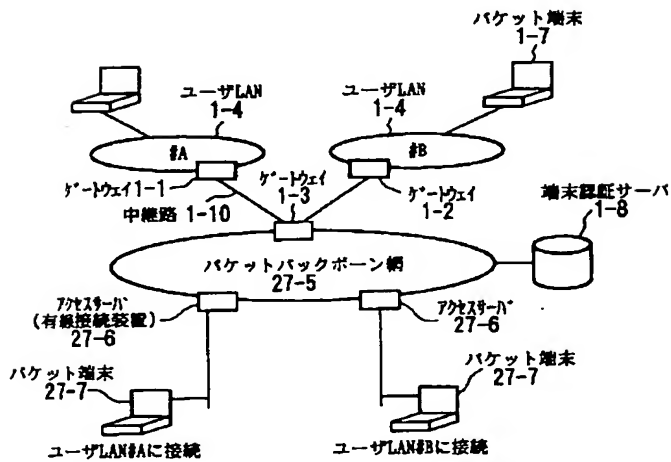 パケット端末
1-7
ユーザLAN
1-4
ユーザLAN
1-4
#A
#B
ゲートウェイ 1-1
ゲートウェイ
1-3
ゲートウェイ
1-2
中継路 1-10
端末認証サーバ
1-8
パケットバックボーン網
27-5
アクセスサーバ
(有線接続装置)
27-6
アクセスサーバ
27-6
パケット端末
27-7
パケット端末
27-7
ユーザLAN#Aに接続
ユーザLAN#Bに接続